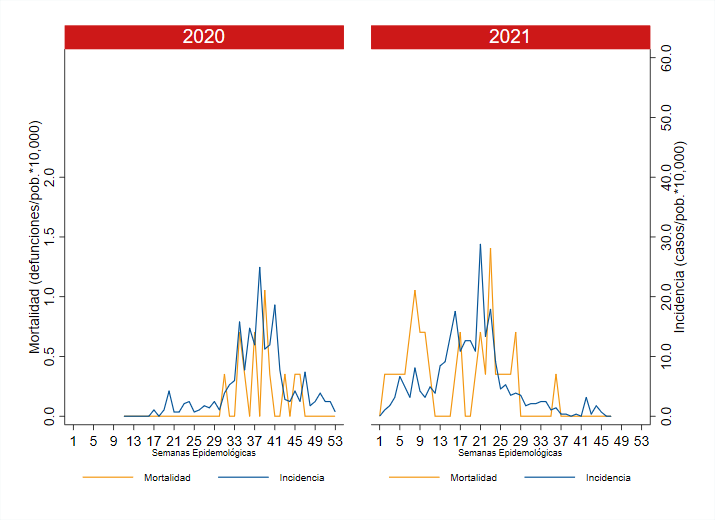 2020
2021
Mortalidad (defunciones/pob.*10,000)
0.0 0.5 1.0 1.5 2.0
Incidencia (casos/pob.*10,000)
0.0 10.0 20.0 30.0 40.0 50.0 60.0
1 5 9 13 17 21 25 29 33 37 41 45 49 53
1 5 9 13 17 21 25 29 33 37 41 45 49 53
Semanas Epidemológicas
Semanas Epidemológicas
Mortalidad Incidencia
Mortalidad Incidencia